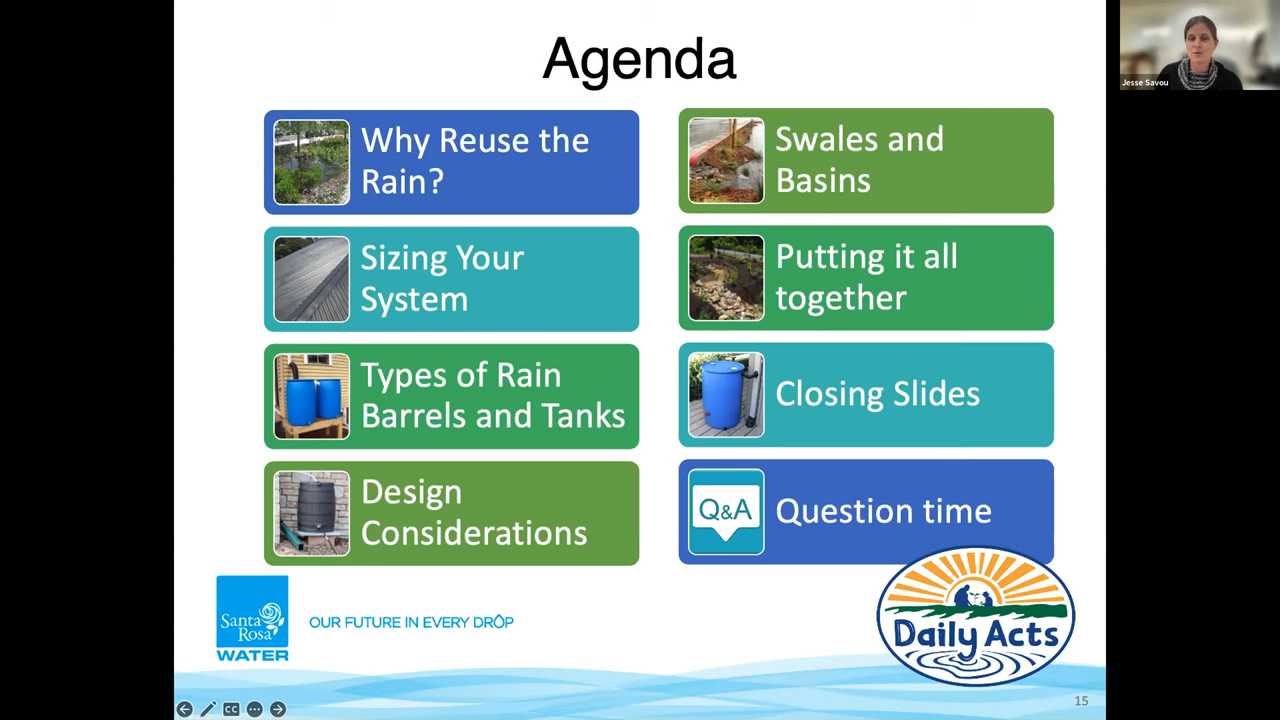 Agenda
Why Reuse the
Rain?
Sizing Your
System
Types of Rain
Barrels and Tanks
Design
Considerations
Swales and
Basins
Putting it all
together
Closing Slides
Q&A
Question time
Santa
Rosa
WATER
OUR FUTURE IN EVERY DROP
Daily Acts
15
CC
Jesse Savou